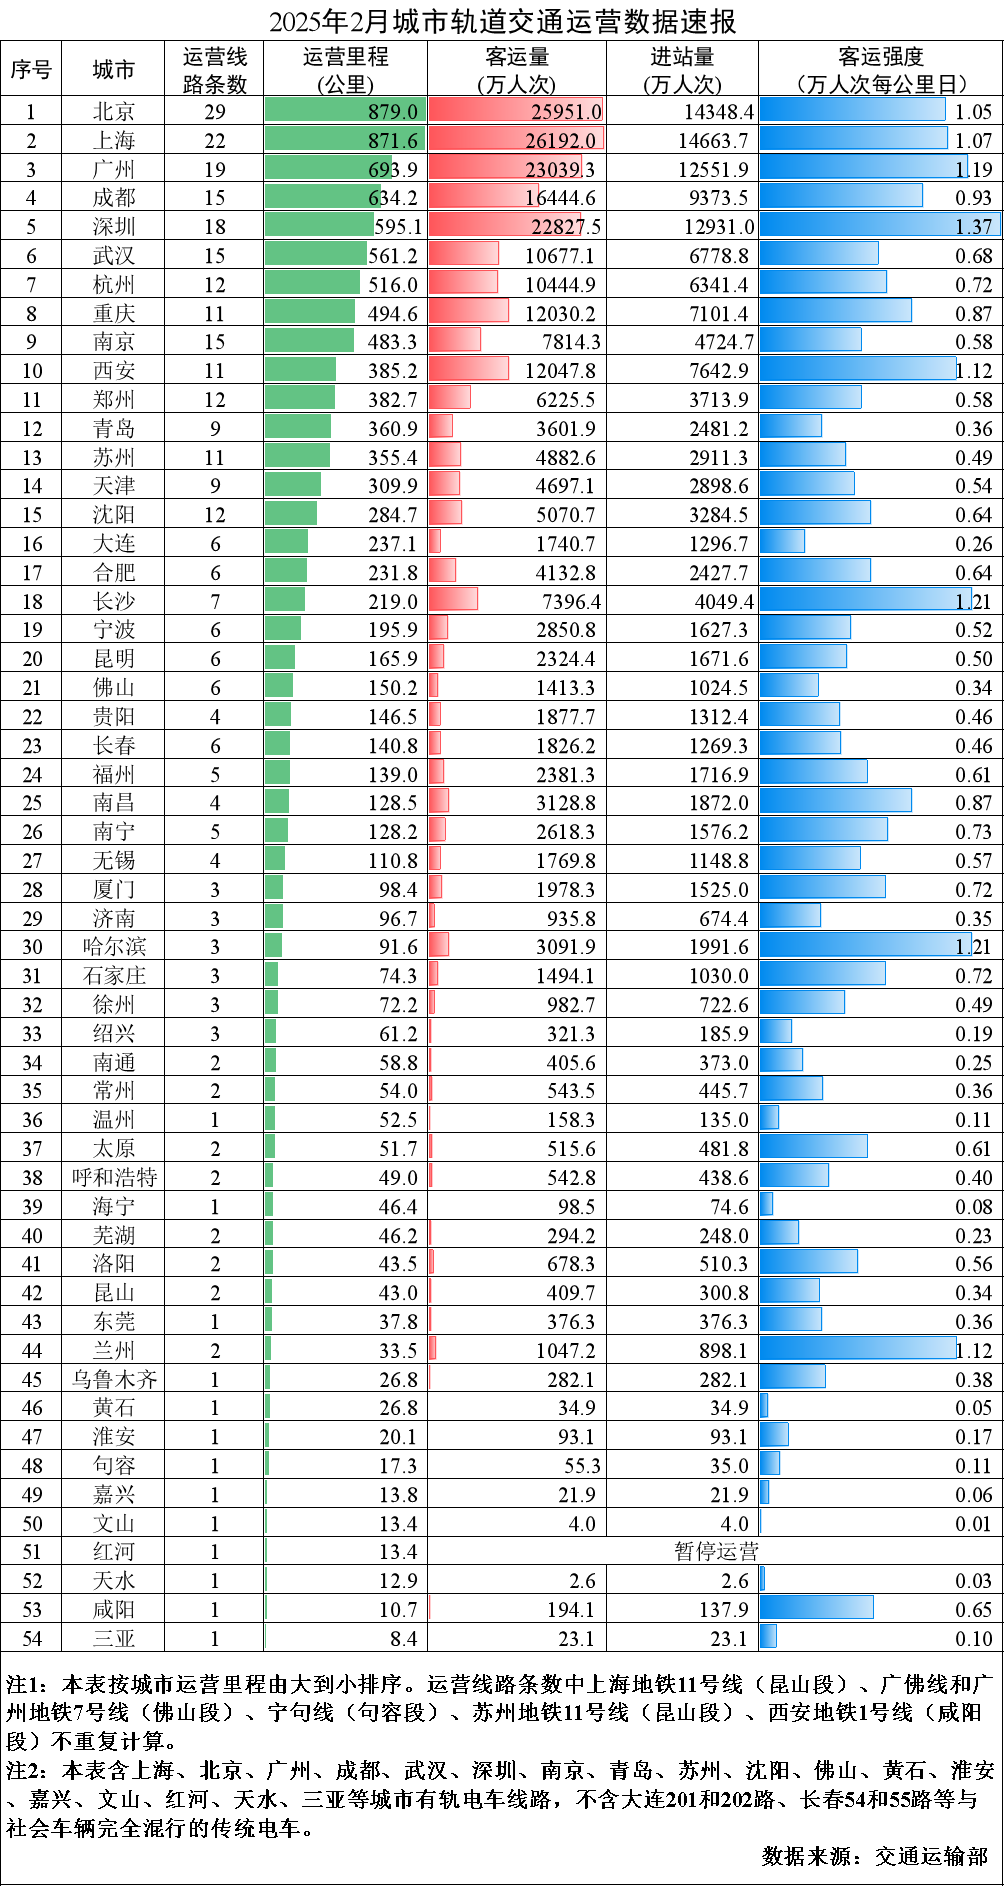 2025年2月城市轨道交通运营数据速报
序号 城市 运营线路条数 运营里程(公里) 客运量(万人次) 进站量(万人次) 客运强度(万人次每公里日)
1 北京 29 879.0 25951.0 14348.4 1.05
2 上海 22 871.6 26192.0 14663.7 1.07
3 广州 19 693.9 23039.3 12551.9 1.19
4 成都 15 634.2 16444.6 9373.5 0.93
5 深圳 18 595.1 22827.5 12931.0 1.37
6 武汉 15 561.2 10677.1 6778.8 0.68
7 杭州 12 516.0 10444.9 6341.4 0.72
8 重庆 11 494.6 12030.2 7101.4 0.87
9 南京 15 483.3 7814.3 4724.7 0.58
10 西安 11 385.2 12047.8 7642.9 1.12
11 郑州 12 382.7 6225.5 3713.9 0.58
12 青岛 9 360.9 3601.9 2481.2 0.36
13 苏州 11 355.4 4882.6 2911.3 0.49
14 天津 9 309.9 4697.1 2898.6 0.54
15 沈阳 12 284.7 5070.7 3284.5 0.64
16 大连 6 237.1 1740.7 1296.7 0.26
17 合肥 6 231.8 4132.8 2427.7 0.64
18 长沙 7 219.0 7396.4 4049.4 1.21
19 宁波 6 195.9 2850.8 1627.3 0.52
20 昆明 6 165.9 2324.4 1671.6 0.50
21 佛山 6 150.2 1413.3 1024.5 0.34
22 贵阳 4 146.5 1877.7 1312.4 0.46
23 长春 6 140.8 1826.2 1269.3 0.46
24 福州 5 139.0 2381.3 1716.9 0.61
25 南昌 4 128.5 3128.8 1872.0 0.87
26 南宁 5 128.2 2618.3 1576.2 0.73
27 无锡 4 110.8 1769.8 1148.8 0.57
28 厦门 3 98.4 1978.3 1525.0 0.72
29 济南 3 96.7 935.8 674.4 0.35
30 哈尔滨 3 91.6 3091.9 1991.6 1.21
31 石家庄 3 74.3 1494.1 1030.0 0.72
32 徐州 3 72.2 982.7 722.6 0.49
33 绍兴 3 61.2 321.3 185.9 0.19
34 南通 2 58.8 405.6 373.0 0.25
35 常州 2 54.0 543.5 445.7 0.36
36 温州 1 52.5 158.3 135.0 0.11
37 太原 2 51.7 515.6 481.8 0.61
38 呼和浩特 2 49.0 542.8 438.6 0.40
39 海宁 1 46.4 98.5 74.6 0.08
40 芜湖 2 46.2 294.2 248.0 0.23
41 洛阳 2 43.5 678.3 510.3 0.56
42 昆山 2 43.0 409.7 300.8 0.34
43 东莞 1 37.8 376.3 376.3 0.36
44 兰州 2 33.5 1047.2 898.1 1.12
45 乌鲁木齐 1 26.8 282.1 282.1 0.38
46 黄石 1 26.8 34.9 34.9 0.05
47 淮安 1 20.1 93.1 93.1 0.17
48 句容 1 17.3 55.3 35.0 0.11
49 嘉兴 1 13.8 21.9 21.9 0.06
50 文山 1 13.4 4.0 4.0 0.01
51 红河 1 13.4 暂停运营
52 天水 1 12.9 2.6 2.6 0.03
53 咸阳 1 10.7 194.1 137.9 0.65
54 三亚 1 8.4 23.1 23.1 0.10
注1：本表按城市运营里程由大到小排序。运营线路条数中上海地铁11号线（昆山段）、广佛线和广
州地铁7号线（佛山段）、宁句线（句容段）、苏州地铁11号线（昆山段）、西安地铁1号线（咸阳
段）不重复计算。
注2：本表含上海、北京、广州、成都、武汉、深圳、南京、青岛、苏州、沈阳、佛山、黄石、淮安
、嘉兴、文山、红河、天水、三亚等城市有轨电车线路，不含大连201和202路、长春54和55路等与
社会车辆完全混行的传统电车。
数据来源：交通运输部